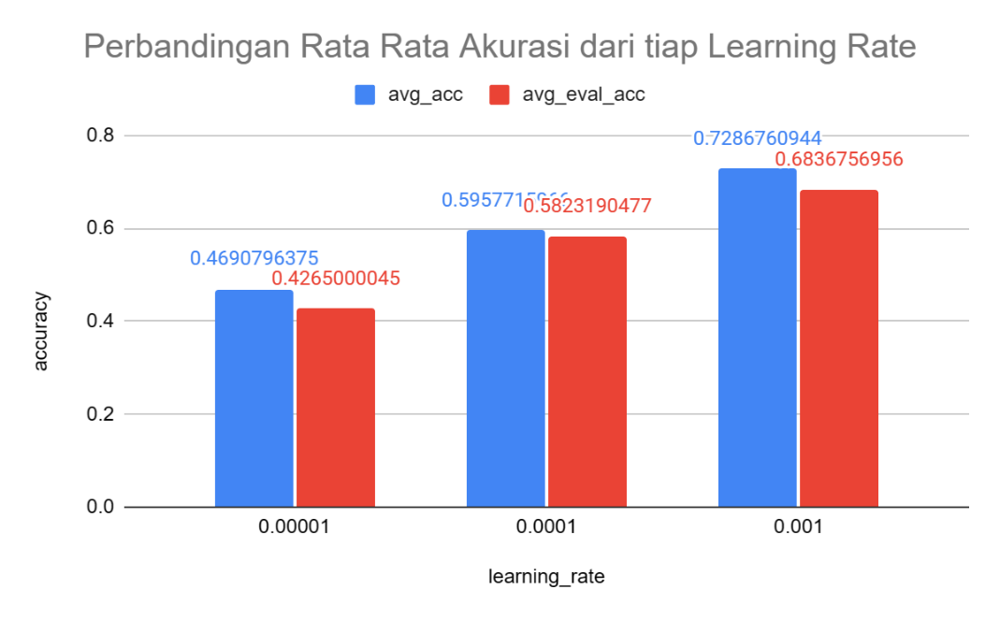 Perbandingan Rata Rata Akurasi dari tiap Learning Rate
avg_acc avg_eval_acc
0.8
0.7286760944
0.6836756956
0.5823190477
0.6
0.4690796375
0.4265000045
0.4
accuracy
0.2
0.0
0.00001 0.0001 0.001
learning_rate